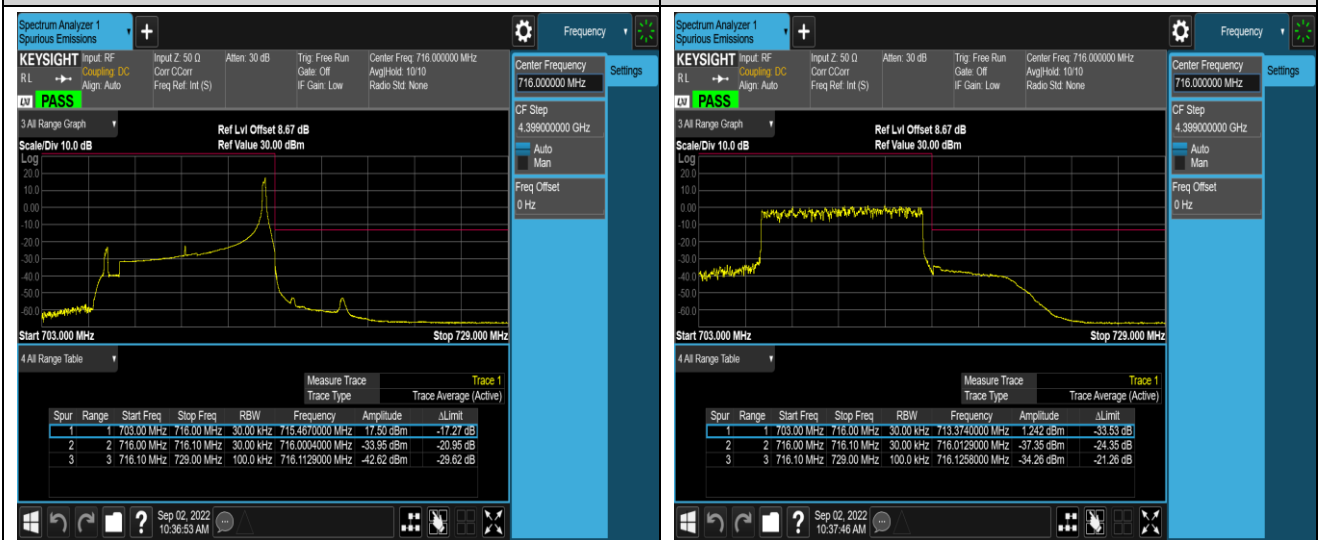 Spectrum Analyzer 1
Spurious Emissions
+
Frequency
KEYSIGHT
RL
Input: RF
Coupling: DC
Align: Auto
Input Z: 50 Ω
Corr CCorr
Freq Ref: Int (S)
Atten: 30 dB
Trig: Free Run
Gate: Off
IF Gain: Low
Center Freq: 716.000000 MHz
Avg|Hold: 10/10
Radio Std: None
LXI PASS
Center Frequency
716.000000 MHz
Settings
CF Step
4.399000000 GHz
Auto
Man
Freq Offset
0 Hz
3 All Range Graph
Ref Lvl Offset 8.67 dB
Scale/Div 10.0 dB
Ref Value 30.00 dBm
Log
20.0
10.0
0.00
-10.0
-20.0
-30.0
-40.0
-50.0
-60.0
Start 703.000 MHz
Stop 729.000 MHz
4 All Range Table
Measure Trace Trace 1
Trace Type Trace Average (Active)
Spur Range Start Freq Stop Freq RBW Frequency Amplitude ΔLimit
1 1 703.00 MHz 716.00 MHz 30.00 kHz 715.4670000 MHz 17.50 dBm -17.27 dB
2 2 716.00 MHz 716.10 MHz 30.00 kHz 716.0004000 MHz -33.95 dBm -20.95 dB
3 3 716.10 MHz 729.00 MHz 100.0 kHz 716.1129000 MHz -42.62 dBm -29.62 dB
?
Sep 02, 2022
10:36:53 AM
Spectrum Analyzer 1
Spurious Emissions
+
Frequency
KEYSIGHT
RL
Input: RF
Coupling: DC
Align: Auto
Input Z: 50 Ω
Corr CCorr
Freq Ref: Int (S)
Atten: 30 dB
Trig: Free Run
Gate: Off
IF Gain: Low
Center Freq: 716.000000 MHz
Avg|Hold: 10/10
Radio Std: None
LXI PASS
Center Frequency
716.000000 MHz
Settings
CF Step
4.399000000 GHz
Auto
Man
Freq Offset
0 Hz
3 All Range Graph
Ref Lvl Offset 8.67 dB
Scale/Div 10.0 dB
Ref Value 30.00 dBm
Log
20.0
10.0
0.00
-10.0
-20.0
-30.0
-40.0
-50.0
-60.0
Start 703.000 MHz
Stop 729.000 MHz
4 All Range Table
Measure Trace Trace 1
Trace Type Trace Average (Active)
Spur Range Start Freq Stop Freq RBW Frequency Amplitude ΔLimit
1 1 703.00 MHz 716.00 MHz 30.00 kHz 713.3740000 MHz 1.242 dBm -33.53 dB
2 2 716.00 MHz 716.10 MHz 30.00 kHz 716.0129000 MHz -37.35 dBm -24.35 dB
3 3 716.10 MHz 729.00 MHz 100.0 kHz 716.1258000 MHz -34.26 dBm -21.26 dB
?
Sep 02, 2022
10:37:46 AM